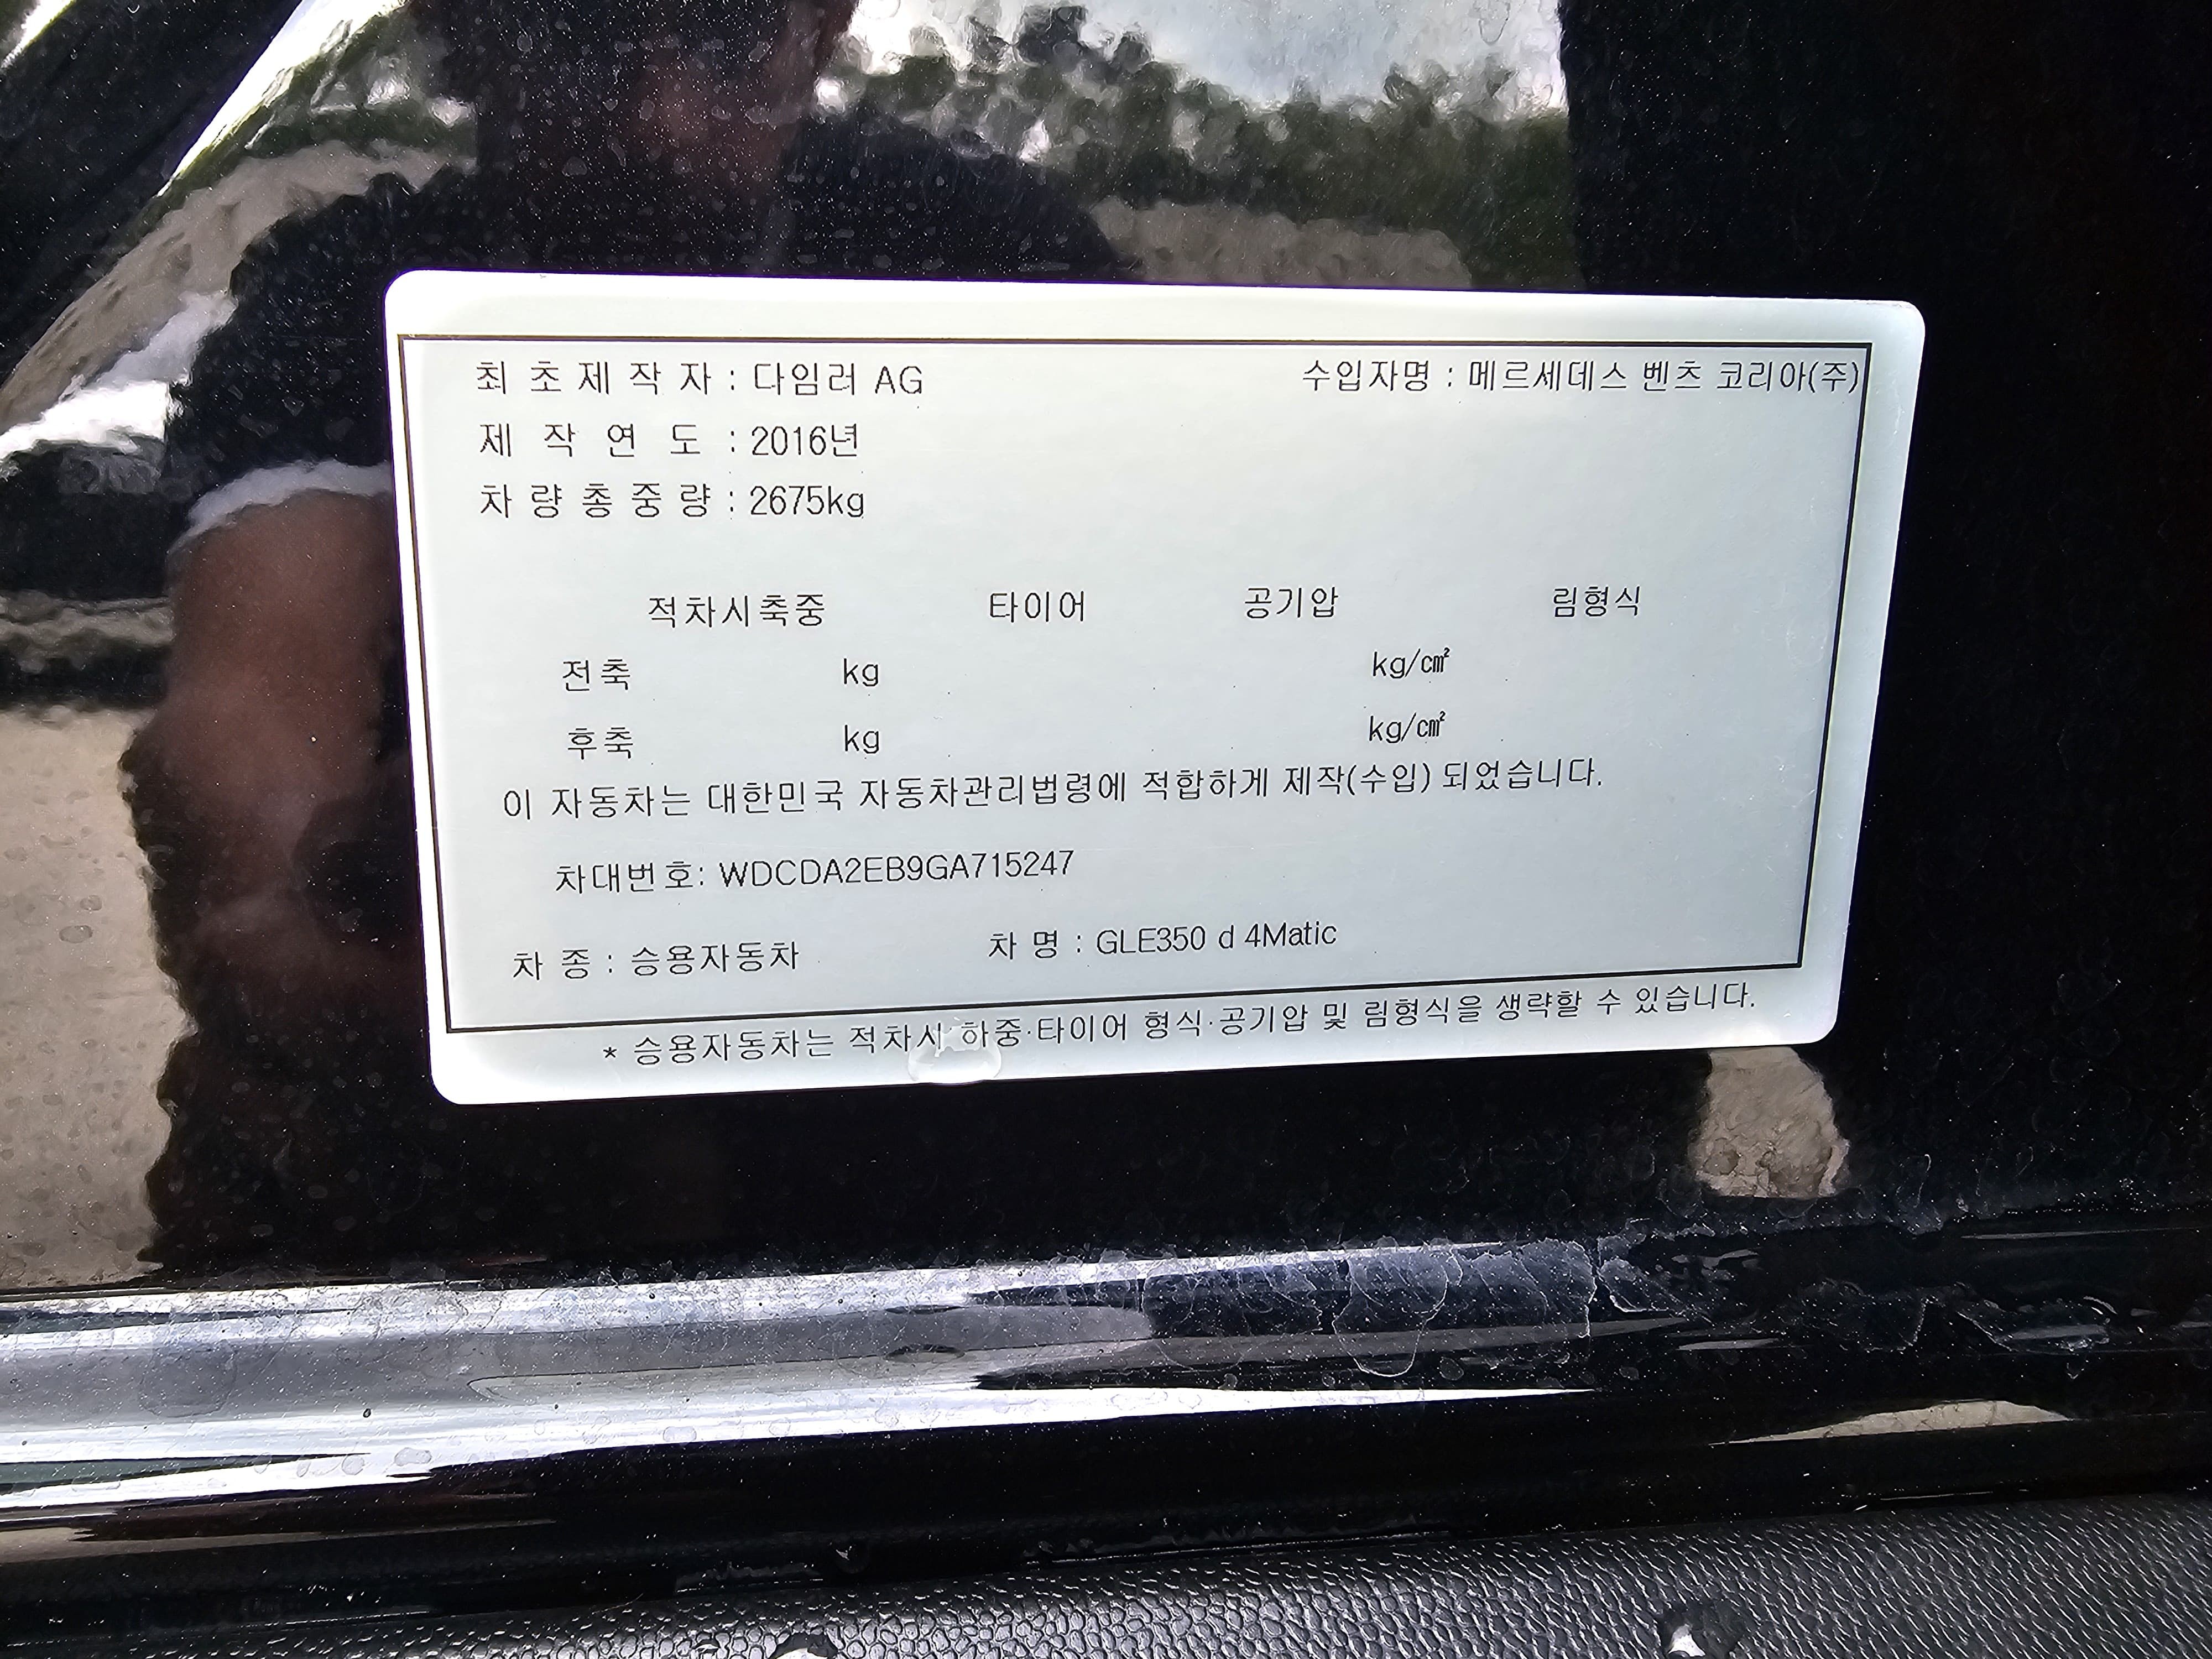 최초제작자 : 다임러 AG 수입자명 : 메르세데스 벤츠 코리아(주)
제작연도 : 2016년
차량총중량 : 2675kg
적차시축중 타이어 공기압 림형식
전축 kg kg/㎠
후축 kg kg/㎠
이 자동차는 대한민국 자동차관리법령에 적합하게 제작(수입) 되었습니다.
차대번호: WDCDA2EB9GA715247
차 종 : 승용자동차 차 명 : GLE350 d 4Matic
* 승용자동차는 적차시 하중·타이어 형식·공기압 및 림형식을 생략할 수 있습니다.